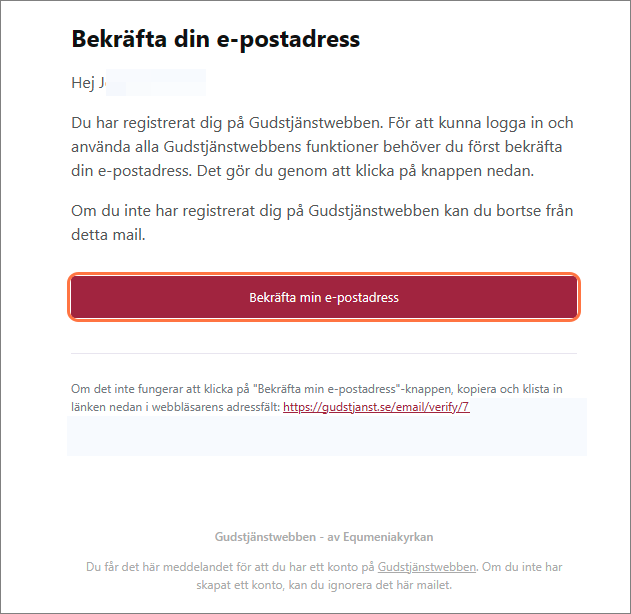 Bekräfta din e-postadress
Hej J
Du har registrerat dig på Gudstjänstwebben. För att kunna logga in och
använda alla Gudstjänstwebbens funktioner behöver du först bekräfta
din e-postadress. Det gör du genom att klicka på knappen nedan.
Om du inte har registrerat dig på Gudstjänstwebben kan du bortse från
detta mail.
Bekräfta min e-postadress
Om det inte fungerar att klicka på "Bekräfta min e-postadress"-knappen, kopiera och klista in
länken nedan i webbläsarens adressfält: https://gudstjanst.se/email/verify/7
Gudstjänstwebben - av Equmeniakyrkan
Du får det här meddelandet för att du har ett konto på Gudstjänstwebben. Om du inte har
skapat ett konto, kan du ignorera det här mailet.